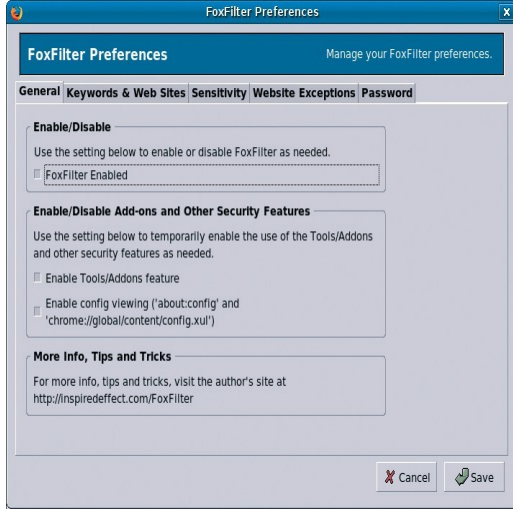 FoxFilter Preferences
X
FoxFilter Preferences
Manage your FoxFilter preferences.
General Keywords & Web Sites Sensitivity Website Exceptions Password
Enable/Disable
Use the setting below to enable or disable FoxFilter as needed.
FoxFilter Enabled
Enable/Disable Add-ons and Other Security Features
Use the setting below to temporarily enable the use of the Tools/Addons
and other security features as needed.
Enable Tools/Addons feature
Enable config viewing ('about:config' and
'chrome://global/content/config.xul')
More Info, Tips and Tricks
For more info, tips and tricks, visit the author's site at
http://inspiredeffect.com/FoxFilter
Cancel Save